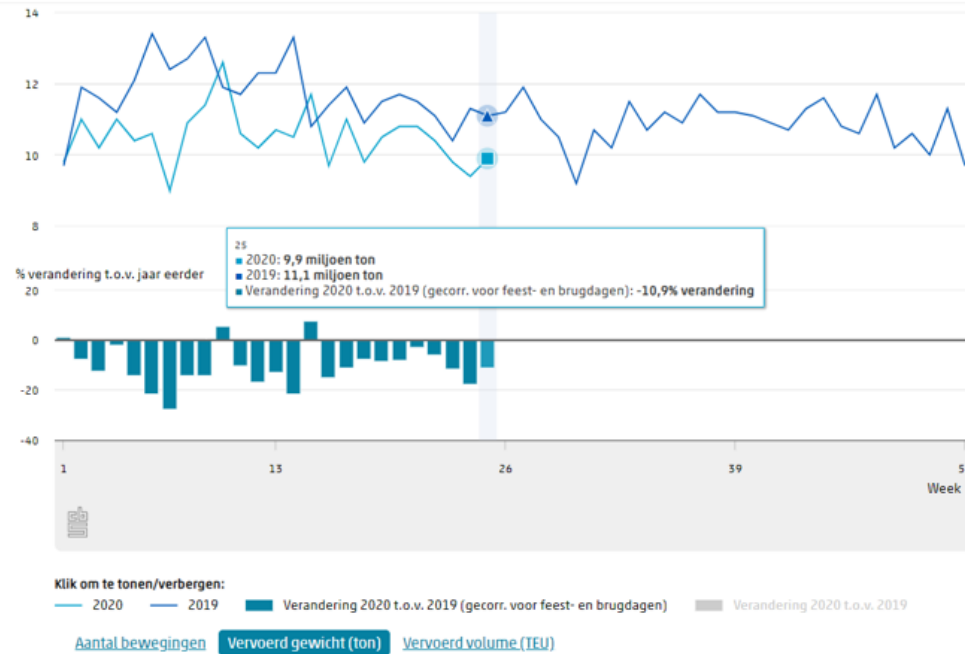 14
12
10
8
25
2020: 9,9 miljoen ton
2019: 11,1 miljoen ton
Verandering 2020 t.o.v. 2019 (gecorr. voor feest- en brugdagen): -10,9% verandering
% verandering t.o.v. jaar eerder
20
0
-20
-40
1 13 26 39 5
Week
Klik om te tonen/verbergen:
2020 2019 Verandering 2020 t.o.v. 2019 (gecorr. voor feest- en brugdagen) Verandering 2020 t.o.v. 2019
Aantal bewegingen Vervoerd gewicht (ton) Vervoerd volume (TEU)